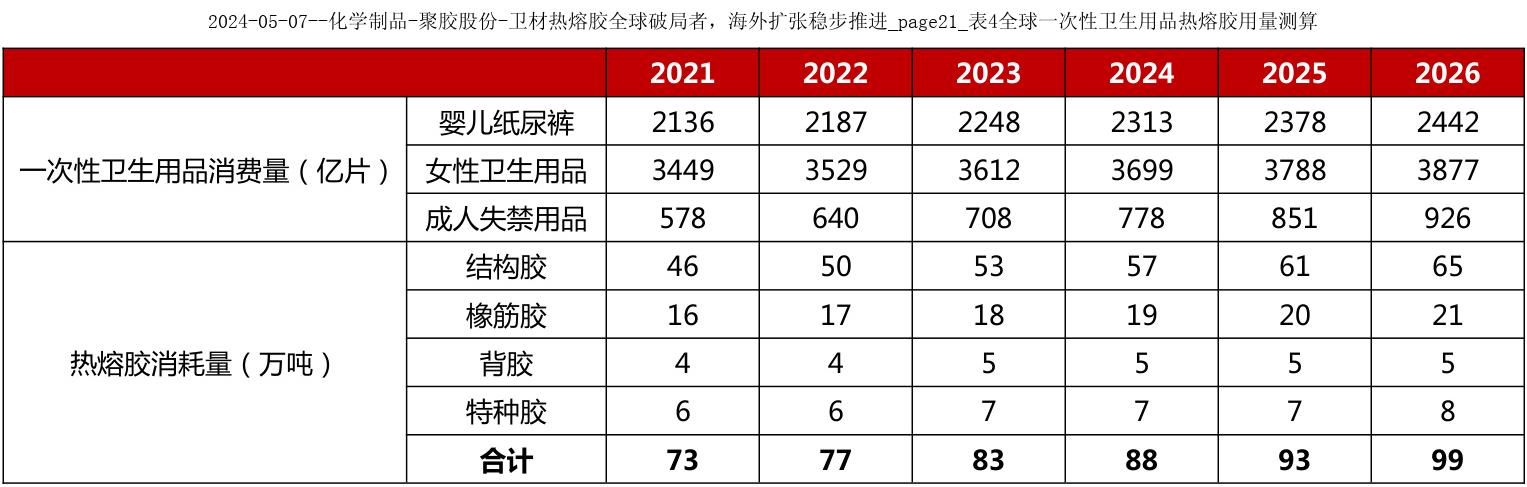 2024-05-07--化学制品-聚胶股份-卫材热熔胶全球破局者，海外扩张稳步推进_page21_表4全球一次性卫生用品热熔胶用量测算
2021 2022 2023 2024 2025 2026
一次性卫生用品消费量（亿片）
婴儿纸尿裤 2136 2187 2248 2313 2378 2442
女性卫生用品 3449 3529 3612 3699 3788 3877
成人失禁用品 578 640 708 778 851 926
热熔胶消耗量（万吨）
结构胶 46 50 53 57 61 65
橡筋胶 16 17 18 19 20 21
背胶 4 4 5 5 5 5
特种胶 6 6 7 7 7 8
合计 73 77 83 88 93 99